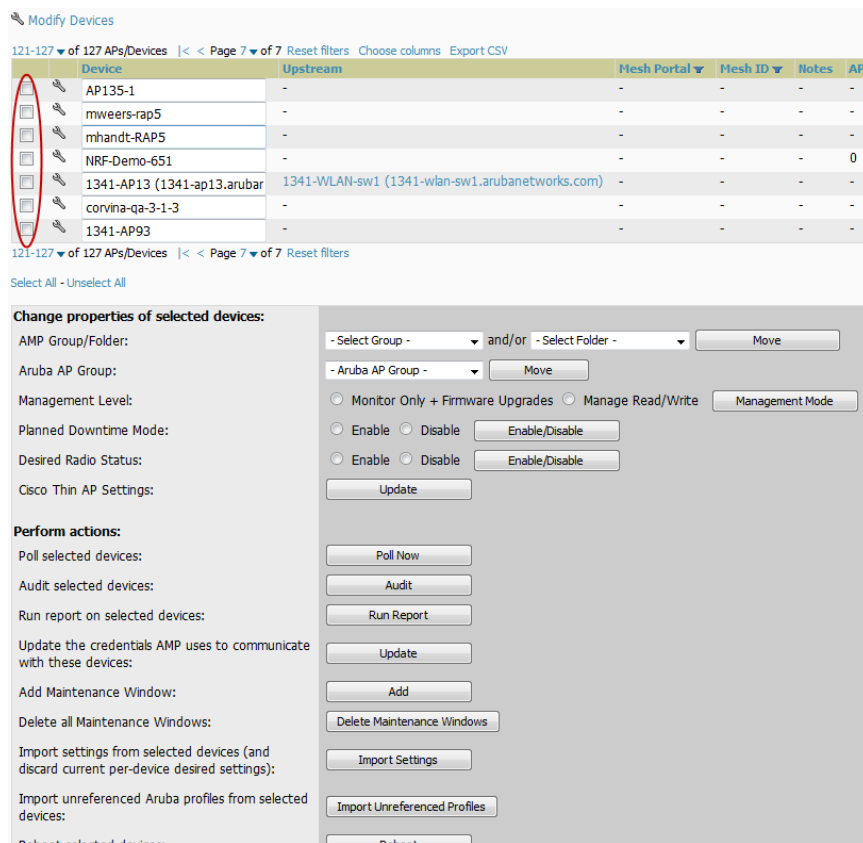 Modify Devices
121-127 of 127 APs/Devices |< < Page 7 of 7 Reset filters Choose columns Export CSV
Device Upstream Mesh Portal Mesh ID Notes AP
AP135-1 - - - - -
mweers-rap5 - - - - -
mhandt-RAP5 - - - - -
NRF-Demo-651 - - - - 0
1341-AP13 (1341-ap13.arubar 1341-WLAN-sw1 (1341-wlan-sw1.arubanetworks.com) - - - -
corvina-qa-3-1-3 - - - - -
1341-AP93 - - - - -
121-127 of 127 APs/Devices |< < Page 7 of 7 Reset filters
Select All - Unselect All
Change properties of selected devices:
AMP Group/Folder: - Select Group - and/or - Select Folder - Move
Aruba AP Group: - Aruba AP Group - Move
Management Level: Monitor Only + Firmware Upgrades Manage Read/Write Management Mode
Planned Downtime Mode: Enable Disable Enable/Disable
Desired Radio Status: Enable Disable Enable/Disable
Cisco Thin AP Settings: Update
Perform actions:
Poll selected devices: Poll Now
Audit selected devices: Audit
Run report on selected devices: Run Report
Update the credentials AMP uses to communicate
with these devices: Update
Add Maintenance Window: Add
Delete all Maintenance Windows: Delete Maintenance Windows
Import settings from selected devices (and
discard current per-device desired settings): Import Settings
Import unreferenced Aruba profiles from selected
devices: Import Unreferenced Profiles